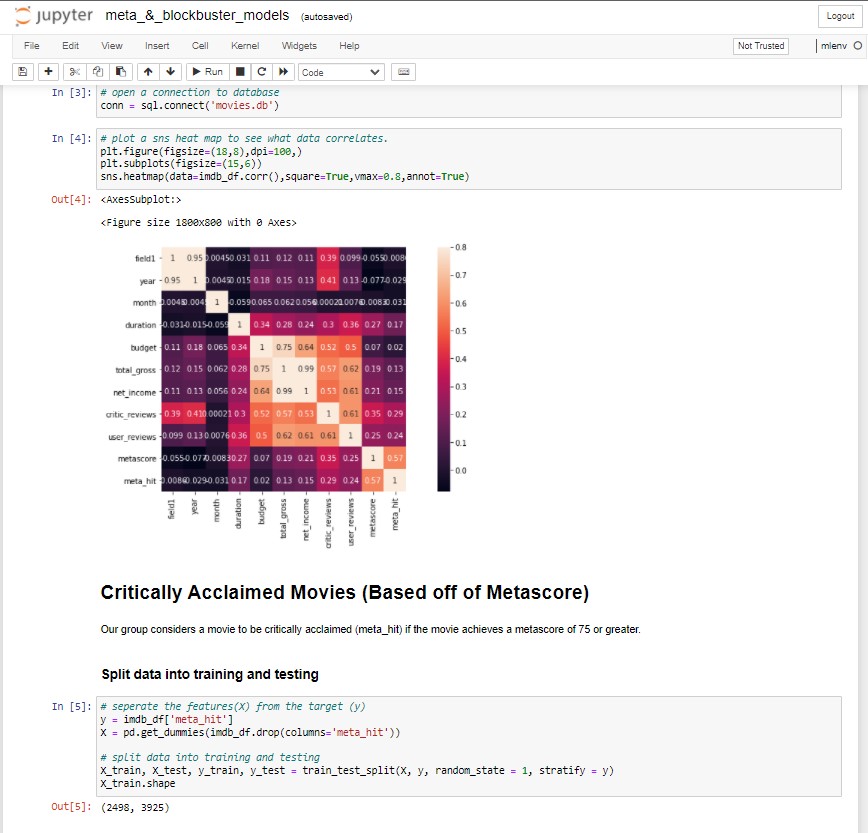 jupyter meta_&_blockbuster_models (autosaved) Logout
File Edit View Insert Cell Kernel Widgets Help Not Trusted mlenv
Run Code
In [3]: # open a connection to database
conn = sql.connect('movies.db')
In [4]: # plot a sns heat map to see what data correlates.
plt.figure(figsize=(18,8),dpi=100,)
plt.subplots(figsize=(15,6))
sns.heatmap(data=imdb_df.corr(),square=True,vmax=0.8,annot=True)
Out[4]: <AxesSubplot:>
<Figure size 1800x800 with 0 Axes>
field1 1 0.95 0.0045 0.031 0.11 0.12 0.11 0.39 0.099 -0.055 0.008
year 0.95 1 0.0045 0.015 0.18 0.15 0.13 0.41 0.13 -0.077 0.029
month 1 0.059 0.065 0.062 0.056 0.00021 0.0076 0.0083 0.031
duration -0.031 -0.015 -0.059 1 0.34 0.28 0.24 0.3 0.36 0.27 0.17
budget 0.11 0.18 0.065 0.34 1 0.75 0.64 0.52 0.5 0.07 0.02
total_gross 0.12 0.15 0.062 0.28 0.75 1 0.99 0.57 0.62 0.19 0.13
net_income 0.11 0.13 0.056 0.24 0.64 0.99 1 0.53 0.61 0.21 0.15
critic_reviews 0.39 0.41 0.00021 0.3 0.52 0.57 0.53 1 0.61 0.35 0.29
user_reviews 0.099 0.13 0.0076 0.36 0.5 0.62 0.61 0.61 1 0.25 0.24
metascore -0.055 -0.077 0.0083 0.27 0.07 0.19 0.21 0.35 0.25 1 0.57
meta_hit 0.0086 0.029 -0.031 0.17 0.02 0.13 0.15 0.29 0.24 0.57 1
field1 year month duration budget total_gross net_income critic_reviews user_reviews metascore meta_hit
0.8
0.7
0.6
0.5
0.4
0.3
0.2
0.1
0.0
Critically Acclaimed Movies (Based off of Metascore)
Our group considers a movie to be critically acclaimed (meta_hit) if the movie achieves a metascore of 75 or greater.
Split data into training and testing
In [5]: # seperate the features(X) from the target (y)
y = imdb_df['meta_hit']
X = pd.get_dummies(imdb_df.drop(columns='meta_hit'))
# split data into training and testing
X_train, X_test, y_train, y_test = train_test_split(X, y, random_state = 1, stratify = y)
X_train.shape
Out[5]: (2498, 3925)